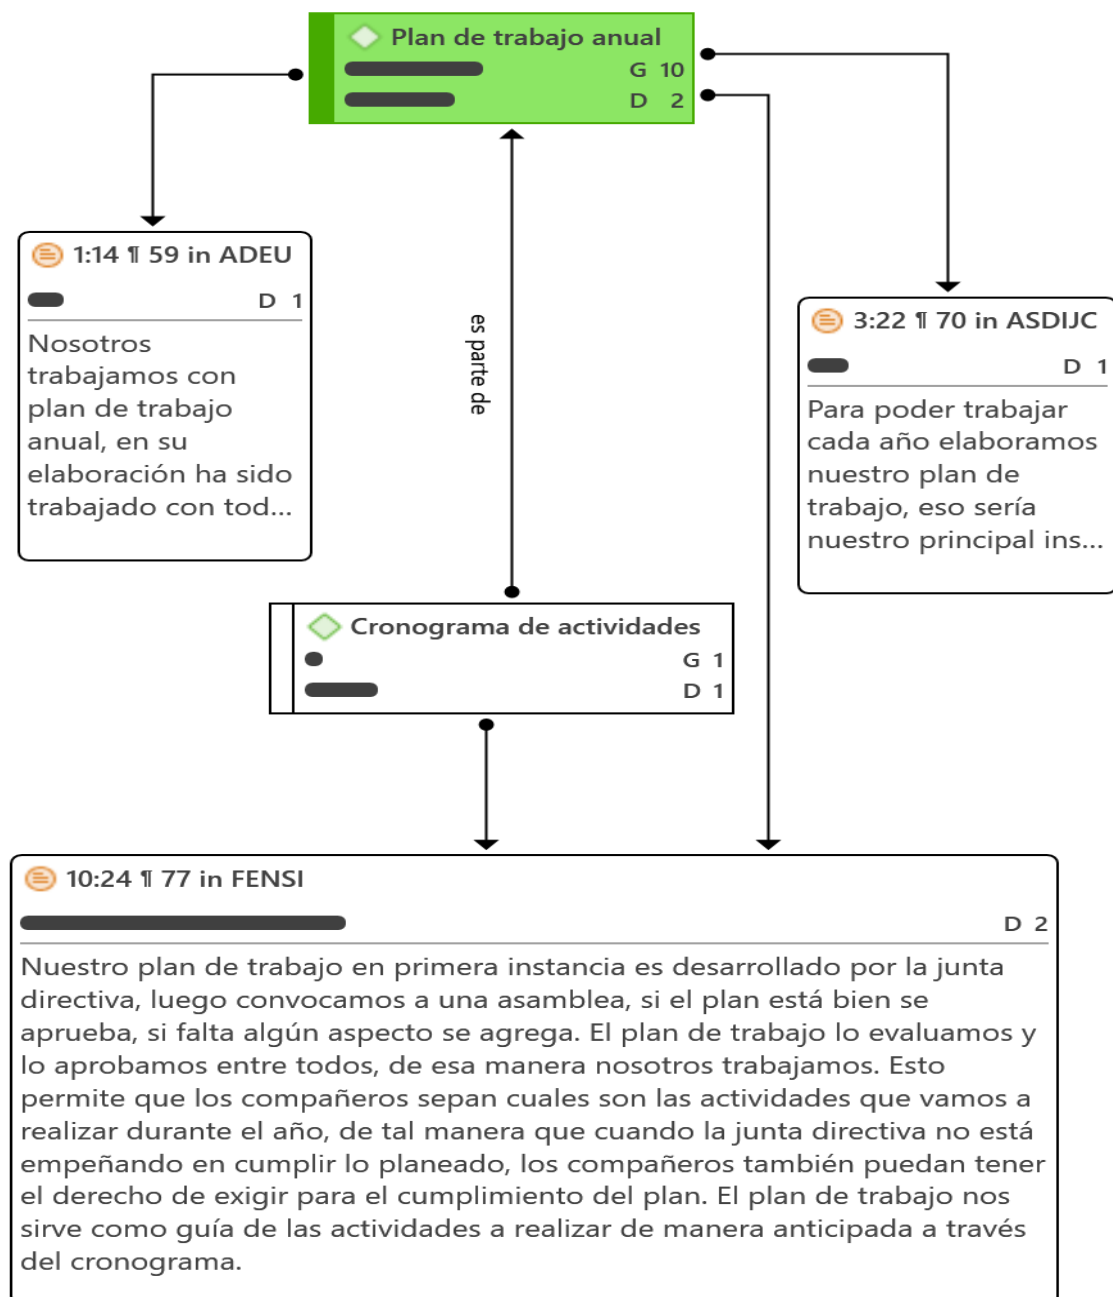 Plan de trabajo anual
G 10
D 2
1:14 ¶ 59 in ADEU
D 1
Nosotros
trabajamos con
plan de trabajo
anual, en su
elaboración ha sido
trabajado con tod...
es parte de
3:22 ¶ 70 in ASDIJC
D 1
Para poder trabajar
cada año elaboramos
nuestro plan de
trabajo, eso sería
nuestro principal ins...
Cronograma de actividades
G 1
D 1
10:24 ¶ 77 in FENSI
D 2
Nuestro plan de trabajo en primera instancia es desarrollado por la junta
directiva, luego convocamos a una asamblea, si el plan está bien se
aprueba, si falta algún aspecto se agrega. El plan de trabajo lo evaluamos y
lo aprobamos entre todos, de esa manera nosotros trabajamos. Esto
permite que los compañeros sepan cuales son las actividades que vamos a
realizar durante el año, de tal manera que cuando la junta directiva no está
empeñando en cumplir lo planeado, los compañeros también puedan tener
el derecho de exigir para el cumplimiento del plan. El plan de trabajo nos
sirve como guía de las actividades a realizar de manera anticipada a través
del cronograma.